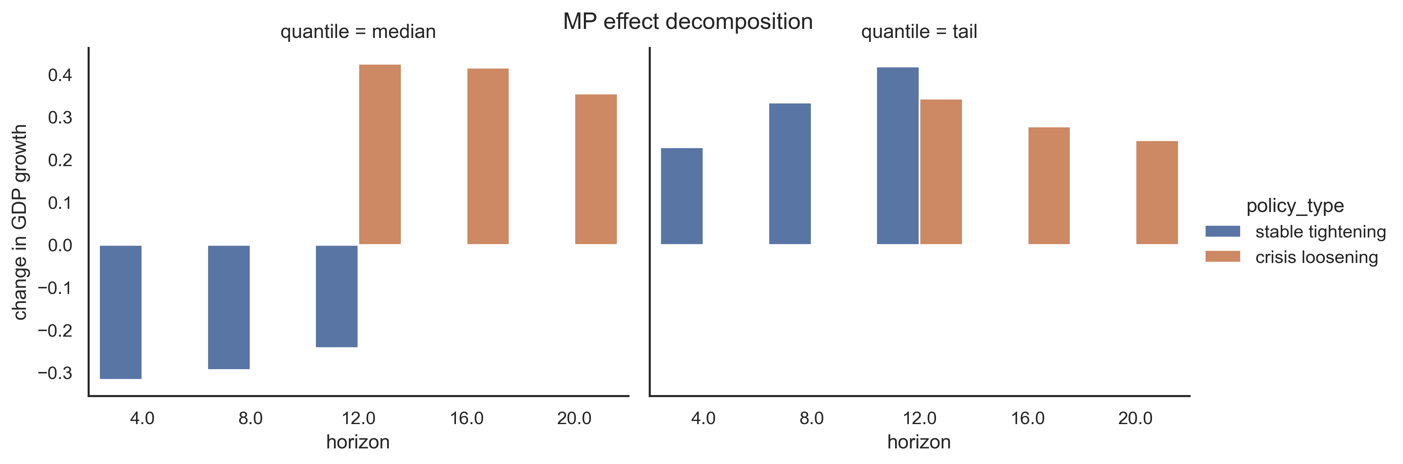 MP effect decomposition
quantile = median
quantile = tail
change in GDP growth
0.4
0.3
0.2
0.1
0.0
−0.1
−0.2
−0.3
4.0
8.0
12.0
16.0
20.0
horizon
4.0
8.0
12.0
16.0
20.0
horizon
policy_type
stable tightening
crisis loosening